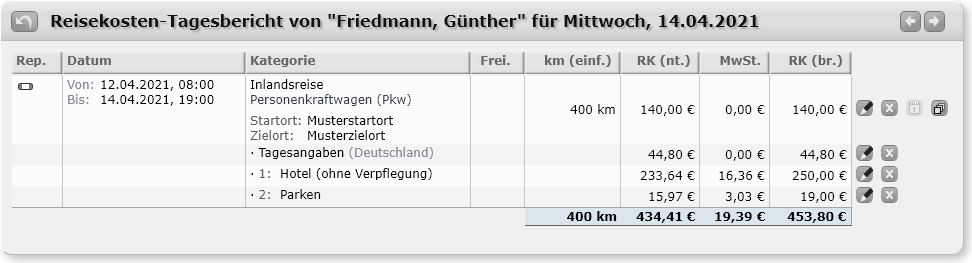 Reisekosten-Tagesbericht von "Friedmann, Günther" für Mittwoch, 14.04.2021
Rep. Datum Kategorie Frei. km (einf.) RK (nt.) MwSt. RK (br.)
Von: 12.04.2021, 08:00 Inlandsreise
Bis: 14.04.2021, 19:00 Personenkraftwagen (Pkw)
400 km 140,00 € 0,00 € 140,00 €
Startort: Musterstartort
Zielort: Musterzielort
· Tagesangaben (Deutschland) 44,80 € 0,00 € 44,80 €
· 1: Hotel (ohne Verpflegung) 233,64 € 16,36 € 250,00 €
· 2: Parken 15,97 € 3,03 € 19,00 €
400 km 434,41 € 19,39 € 453,80 €